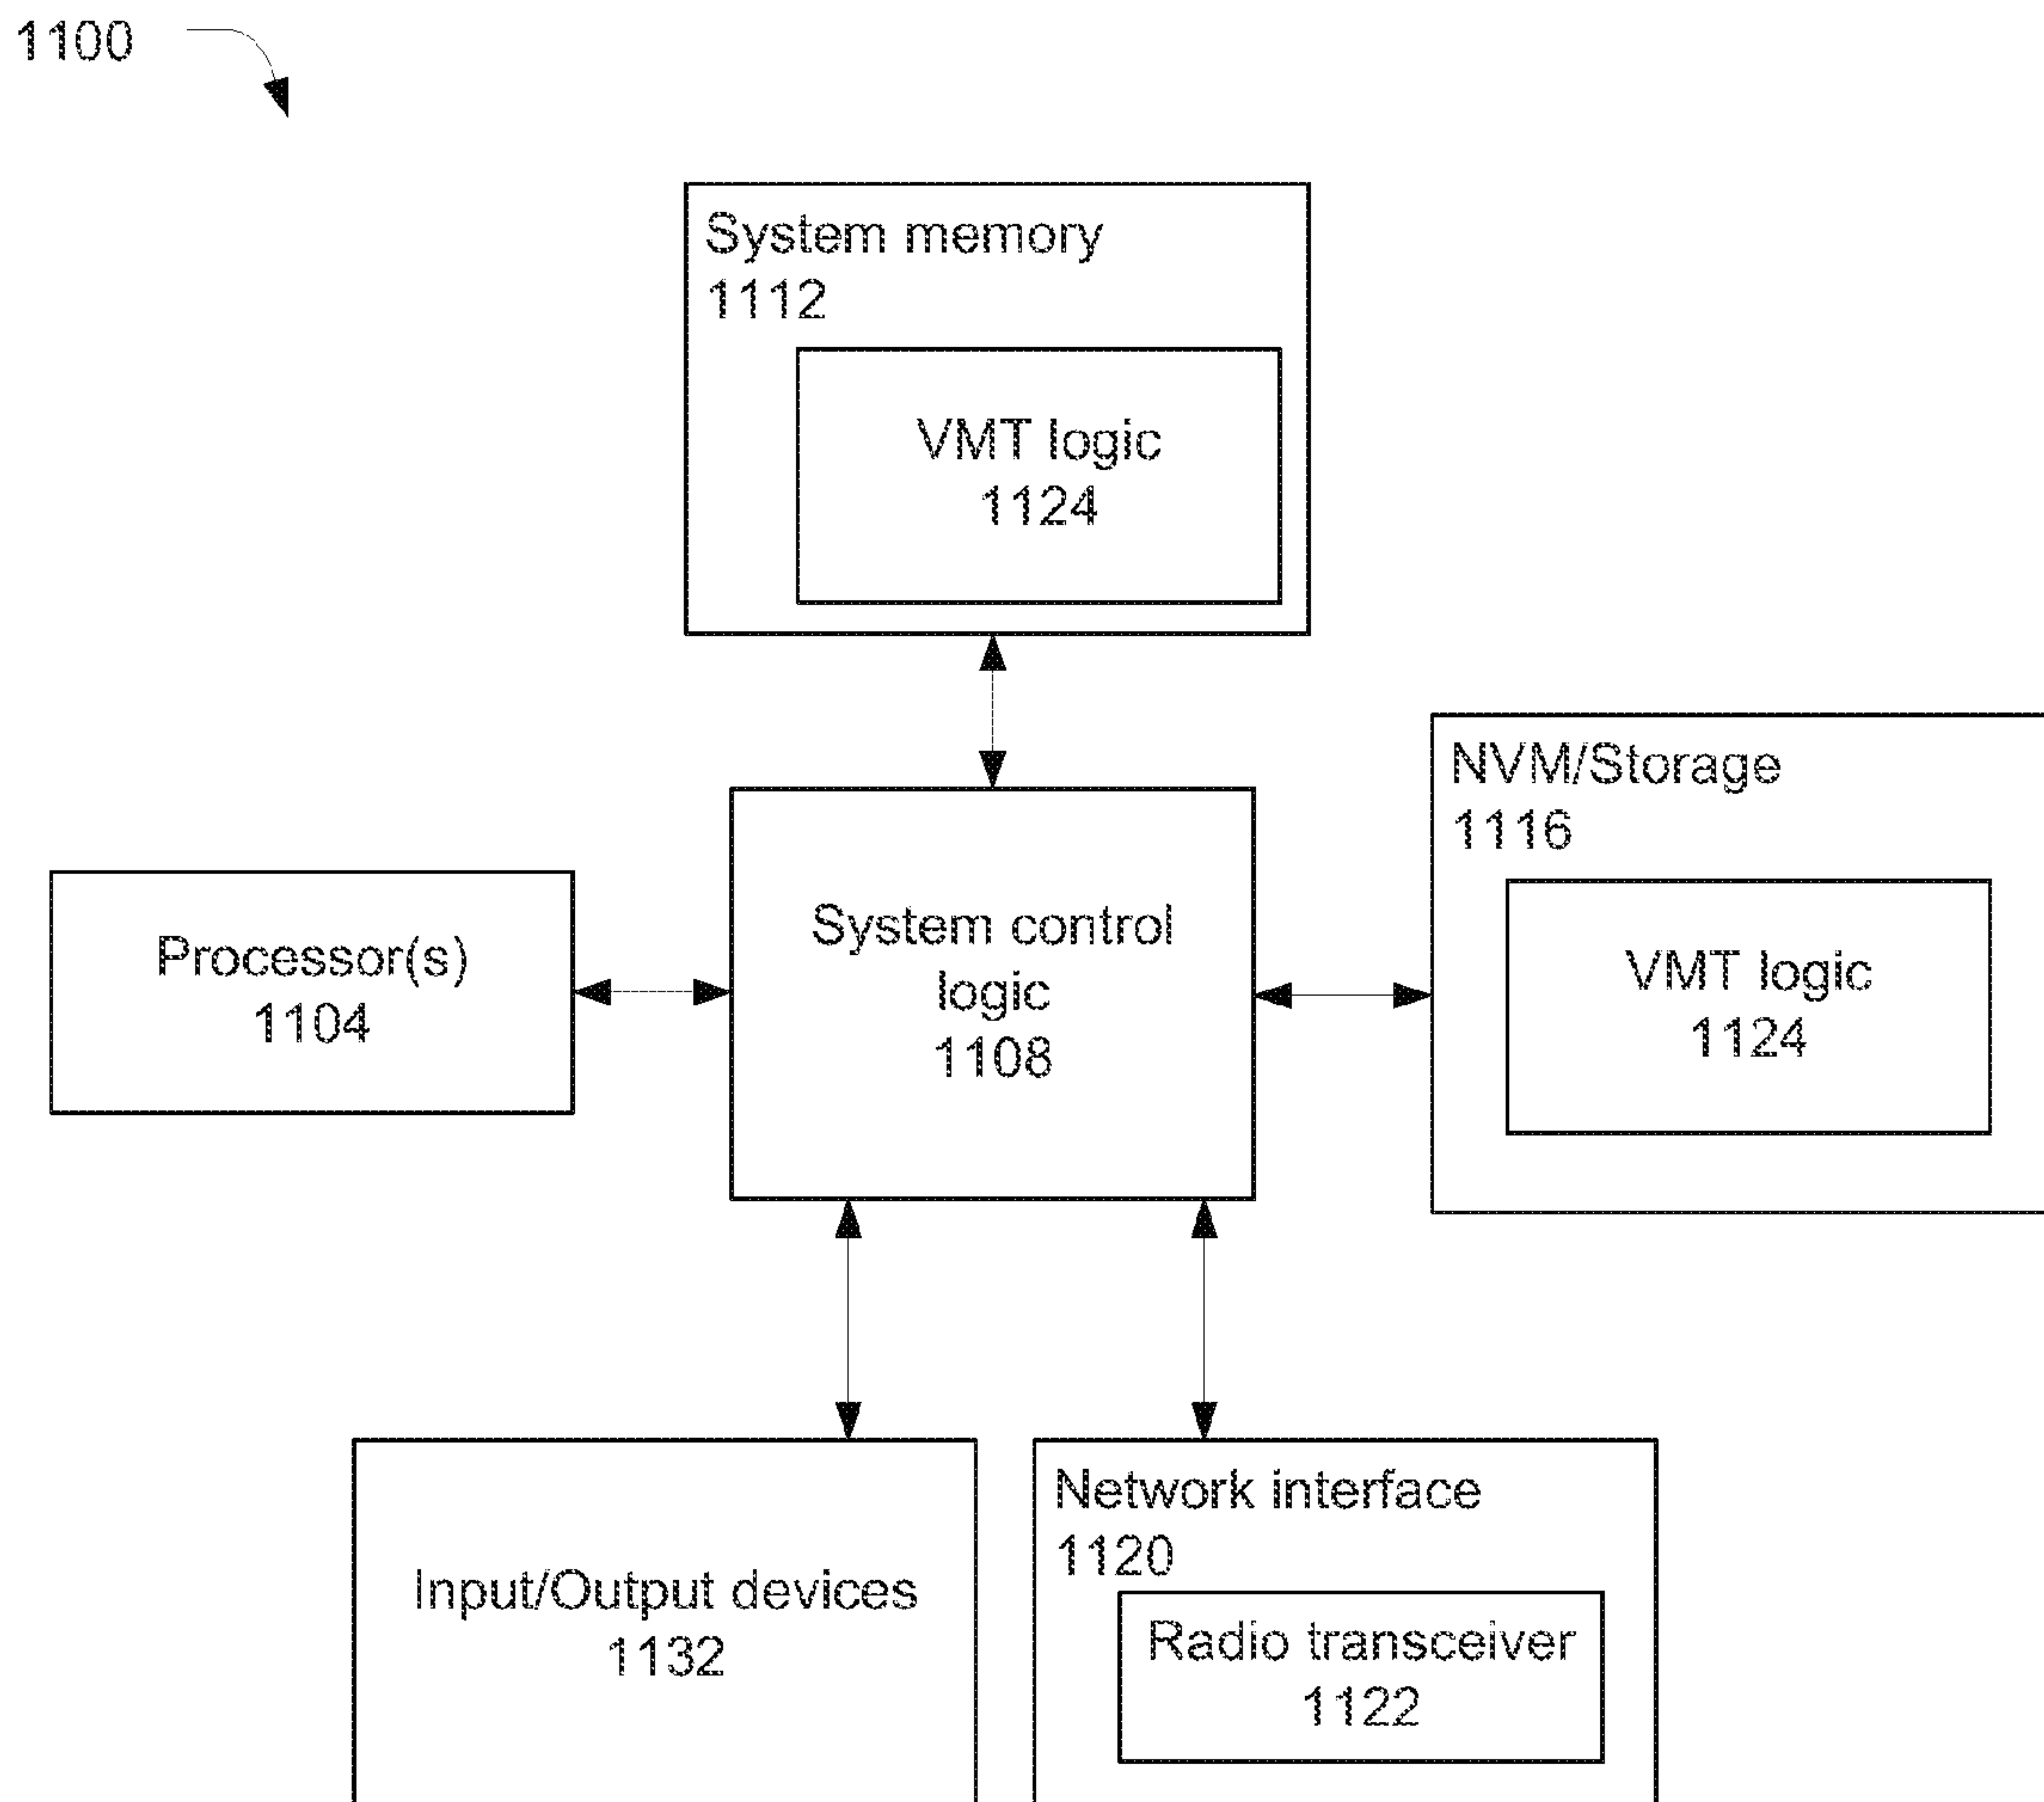 1100
System memory
1112
VMT logic
1124
NVM/Storage
1116
VMT logic
1124
Processor(s)
1104
System control
logic
1108
Input/Output devices
1132
Network interface
1120
Radio transceiver
1122